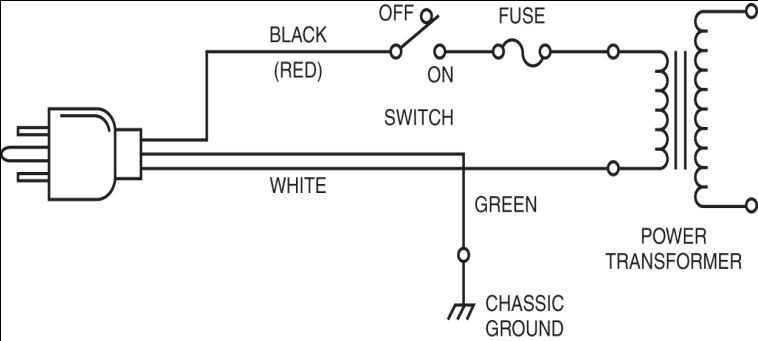 OFF
FUSE
BLACK
(RED)
ON
SWITCH
WHITE
GREEN
POWER
TRANSFORMER
CHASSIC
GROUND